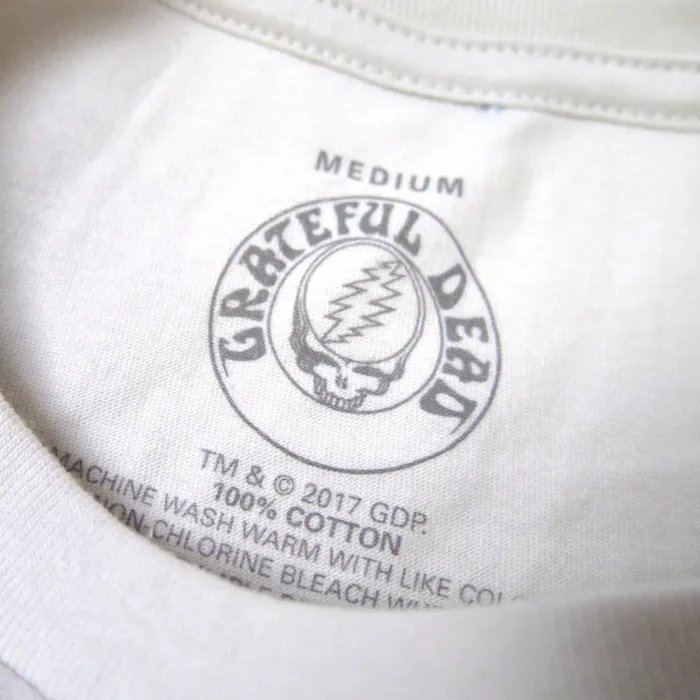 MEDIUM
GRATEFUL DEAD
TM & © 2017 GDP.
100% COTTON
MACHINE WASH WARM WITH LIKE
NON CHLORINE BLEACH